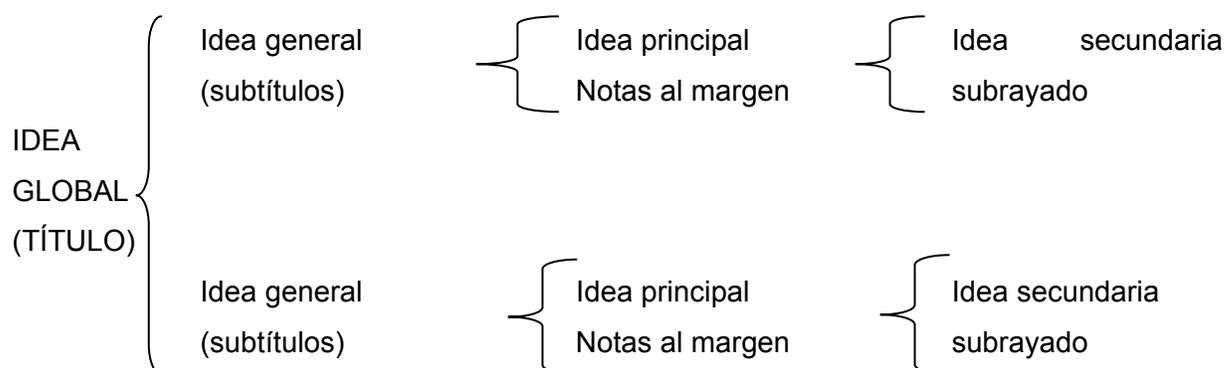 IDEA
GLOBAL
(TÍTULO)
Idea general
(subtítulos)
Idea principal
Notas al margen
Idea secundaria
subrayado
Idea general
(subtítulos)
Idea principal
Notas al margen
Idea secundaria
subrayado